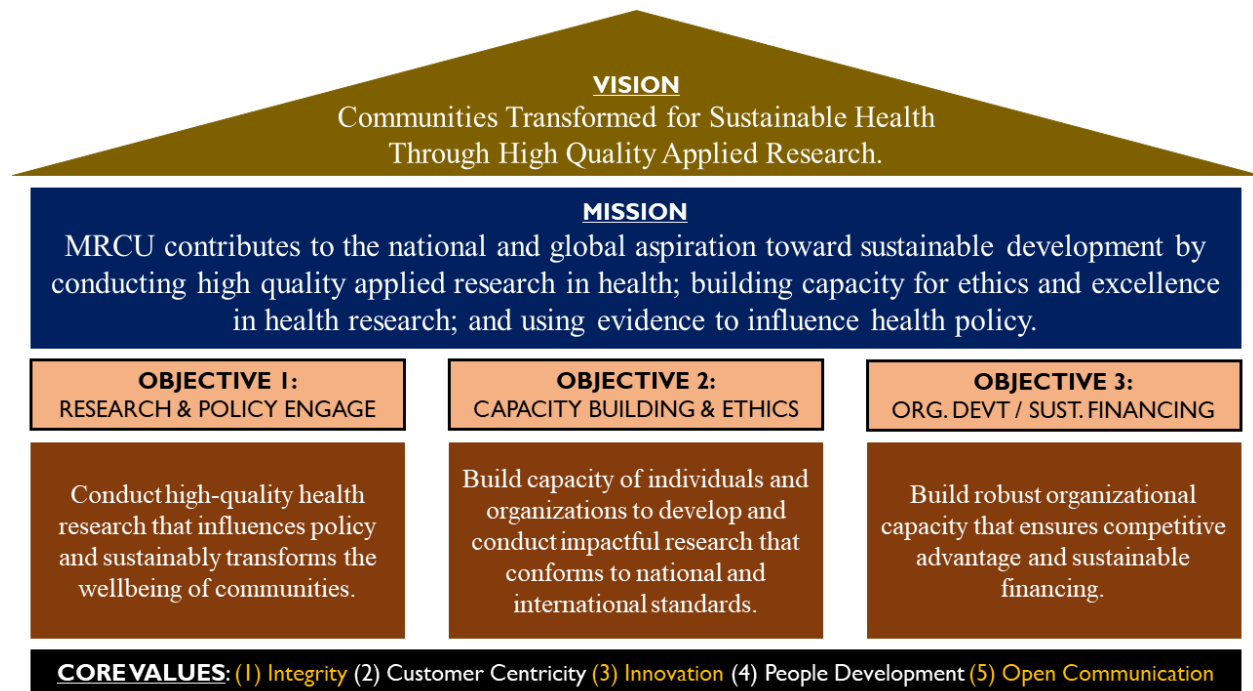 VISION
Communities Transformed for Sustainable Health
Through High Quality Applied Research.
MISSION
MRCU contributes to the national and global aspiration toward sustainable development by
conducting high quality applied research in health; building capacity for ethics and excellence
in health research; and using evidence to influence health policy.
OBJECTIVE 1:
RESEARCH & POLICY ENGAGE
Conduct high-quality health
research that influences policy
and sustainably transforms the
wellbeing of communities.
OBJECTIVE 2:
CAPACITY BUILDING & ETHICS
Build capacity of individuals and
organizations to develop and
conduct impactful research that
conforms to national and
international standards.
OBJECTIVE 3:
ORG. DEVT / SUST. FINANCING
Build robust organizational
capacity that ensures competitive
advantage and sustainable
financing.
CORE VALUES: (1) Integrity (2) Customer Centricity (3) Innovation (4) People Development (5) Open Communication